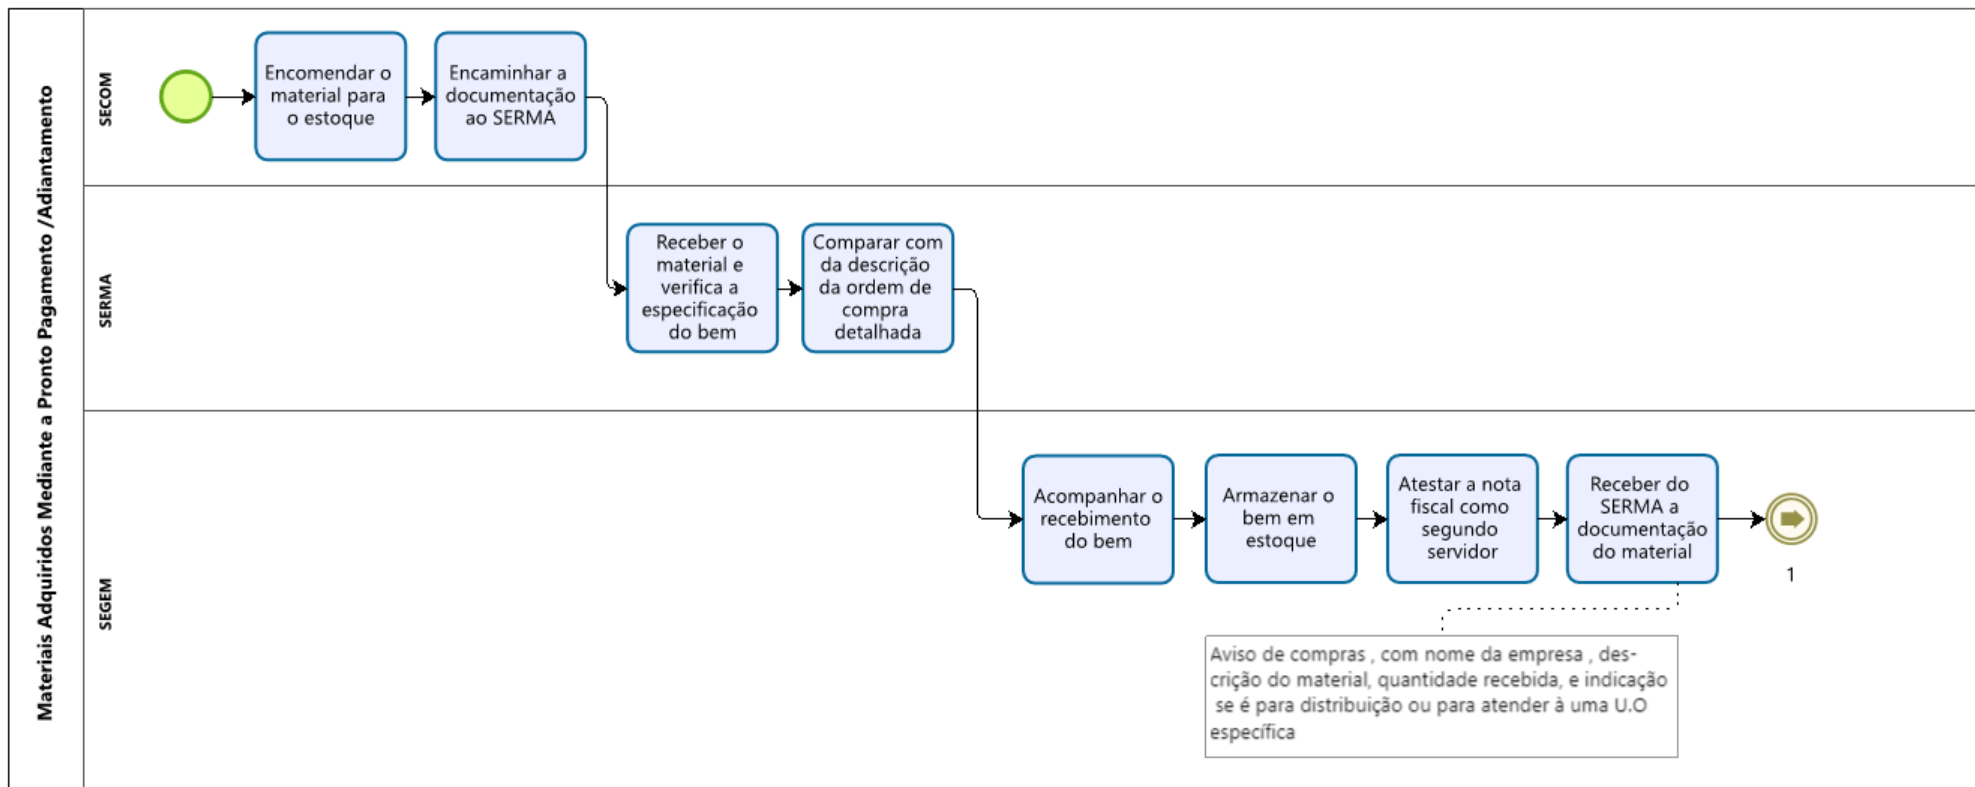 Materiais Adquiridos Mediante a Pronto Pagamento /Adiantamento
SECOM
Encomendar o
material para
o estoque
Encaminhar a
documentação
ao SERMA
SERMA
Receber o
material e
verifica a
especificação
do bem
Comparar com
da descrição
da ordem de
compra
detalhada
SEGEM
Acompanhar o
recebimento
do bem
Armazenar o
bem em
estoque
Atestar a nota
fiscal como
segundo
servidor
Receber do
SERMA a
documentação
do material
1
Aviso de compras , com nome da empresa , des-
crição do material, quantidade recebida, e indicação
se é para distribuição ou para atender à uma U.O
específica